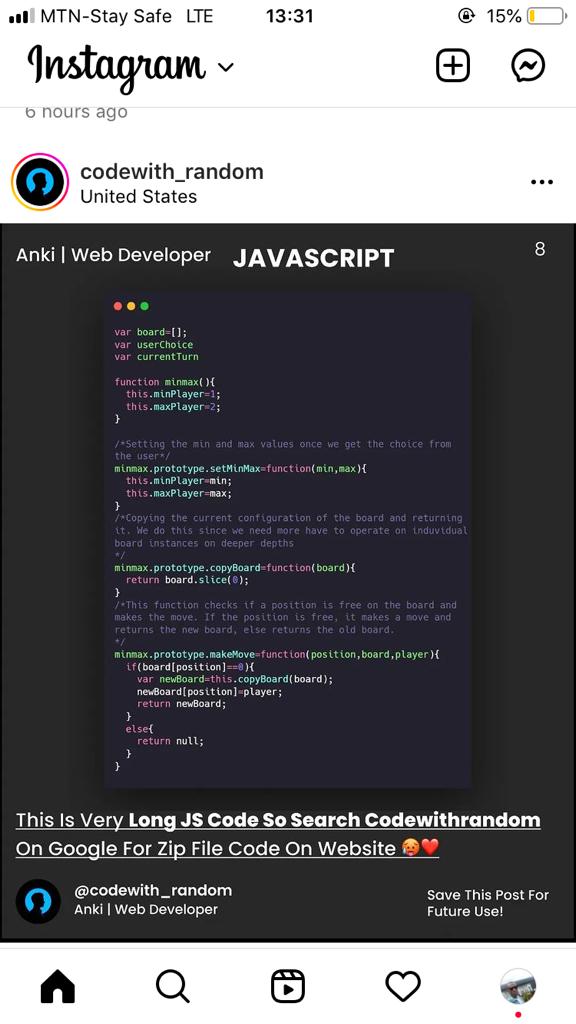 MTN-Stay Safe LTE 13:31 15%
Instagram
6 hours ago
codewith_random
United States
Anki | Web Developer JAVASCRIPT 8
var board=[];
var userChoice
var currentTurn
function minmax(){
this.minPlayer=1;
this.maxPlayer=2;
}
/*Setting the min and max values once we get the choice from
the user*/
minmax.prototype.setMinMax=function(min,max){
this.minPlayer=min;
this.maxPlayer=max;
}
/*Copying the current configuration of the board and returning
it. We do this since we need more have to operate on induvidual
board instances on deeper depths
*/
minmax.prototype.copyBoard=function(board){
return board.slice(0);
}
/*This function checks if a position is free on the board and
makes the move. If the position is free, it makes a move and
returns the new board, else returns the old board.
*/
minmax.prototype.makeMove=function(position,board,player){
if(board[position]==0){
var newBoard=this.copyBoard(board);
newBoard[position]=player;
return newBoard;
}
else{
return null;
}
}
This Is Very Long JS Code So Search Codewithrandom
On Google For Zip File Code On Website 🥵❤️
@codewith_random
Anki | Web Developer
Save This Post For
Future Use!